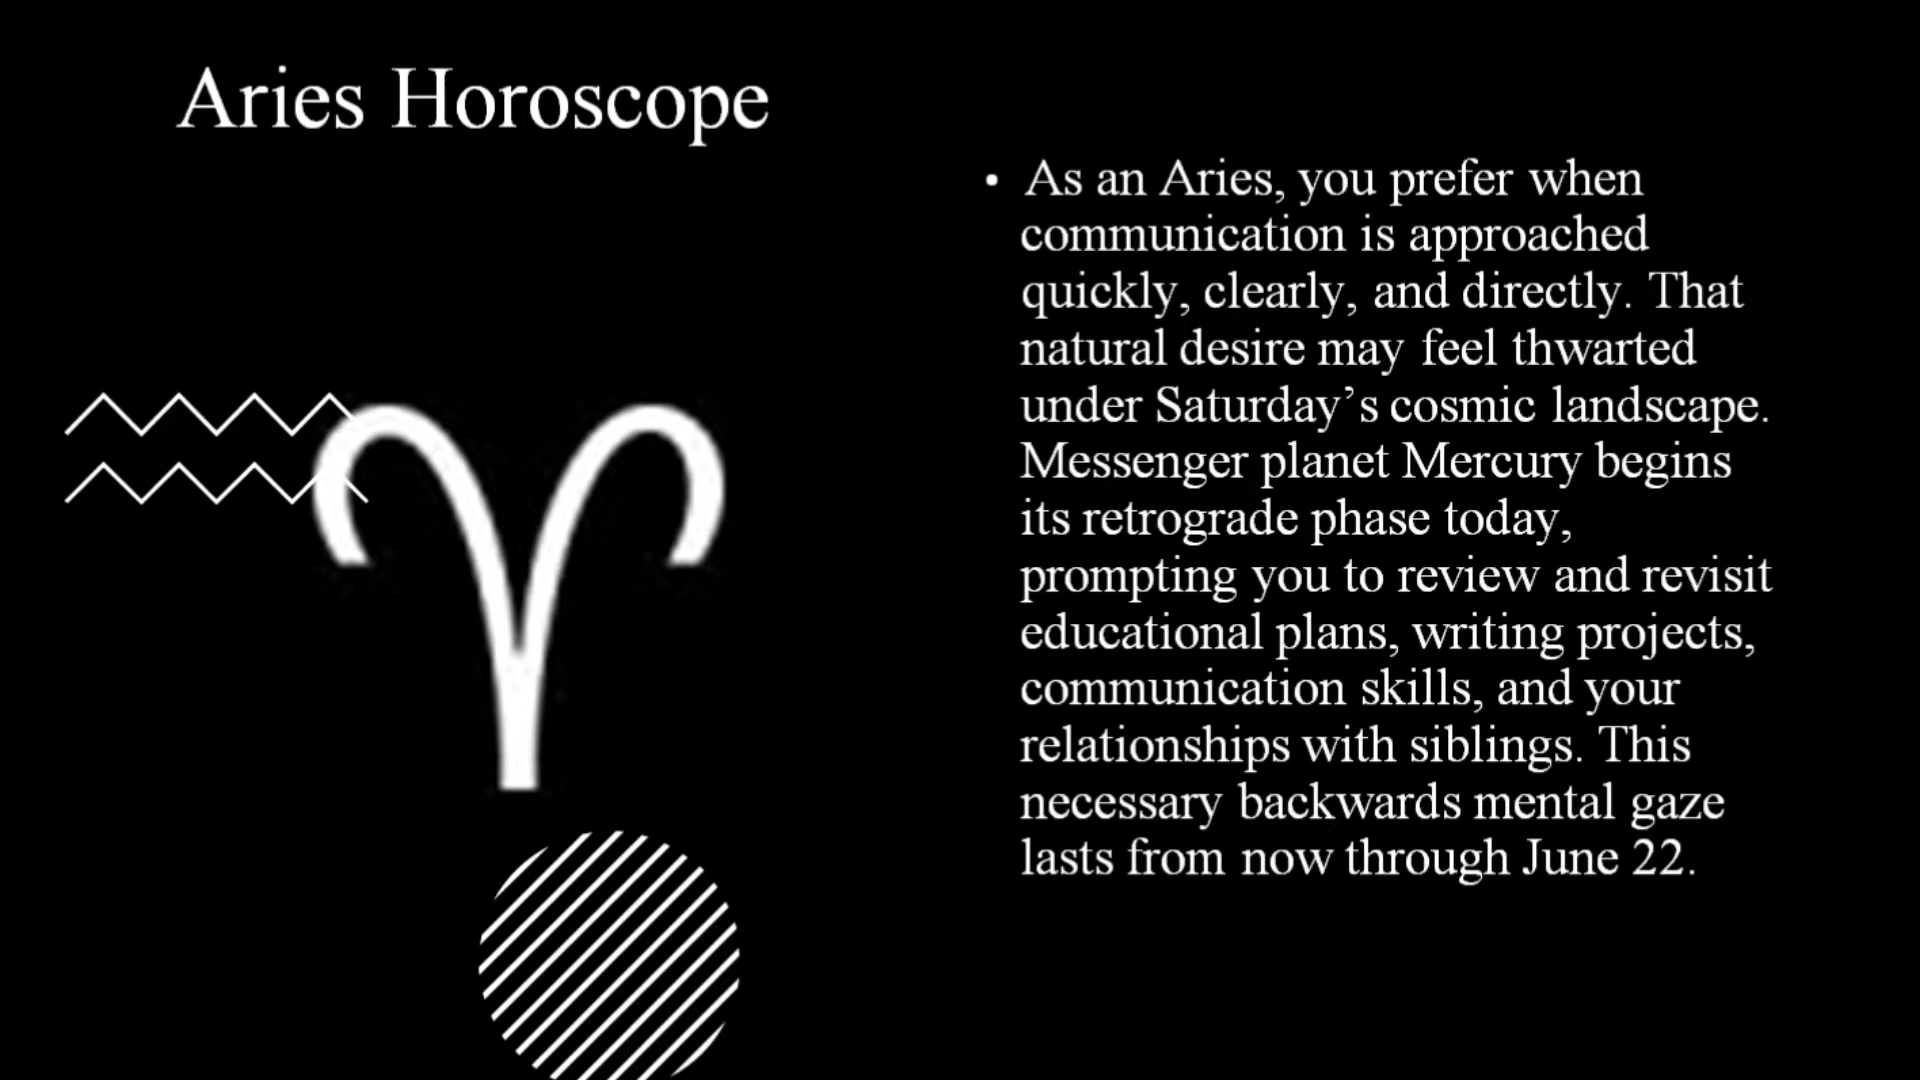 Aries Horoscope
• As an Aries, you prefer when
communication is approached
quickly, clearly, and directly. That
natural desire may feel thwarted
under Saturday’s cosmic landscape.
Messenger planet Mercury begins
its retrograde phase today,
prompting you to review and revisit
educational plans, writing projects,
communication skills, and your
relationships with siblings. This
necessary backwards mental gaze
lasts from now through June 22.